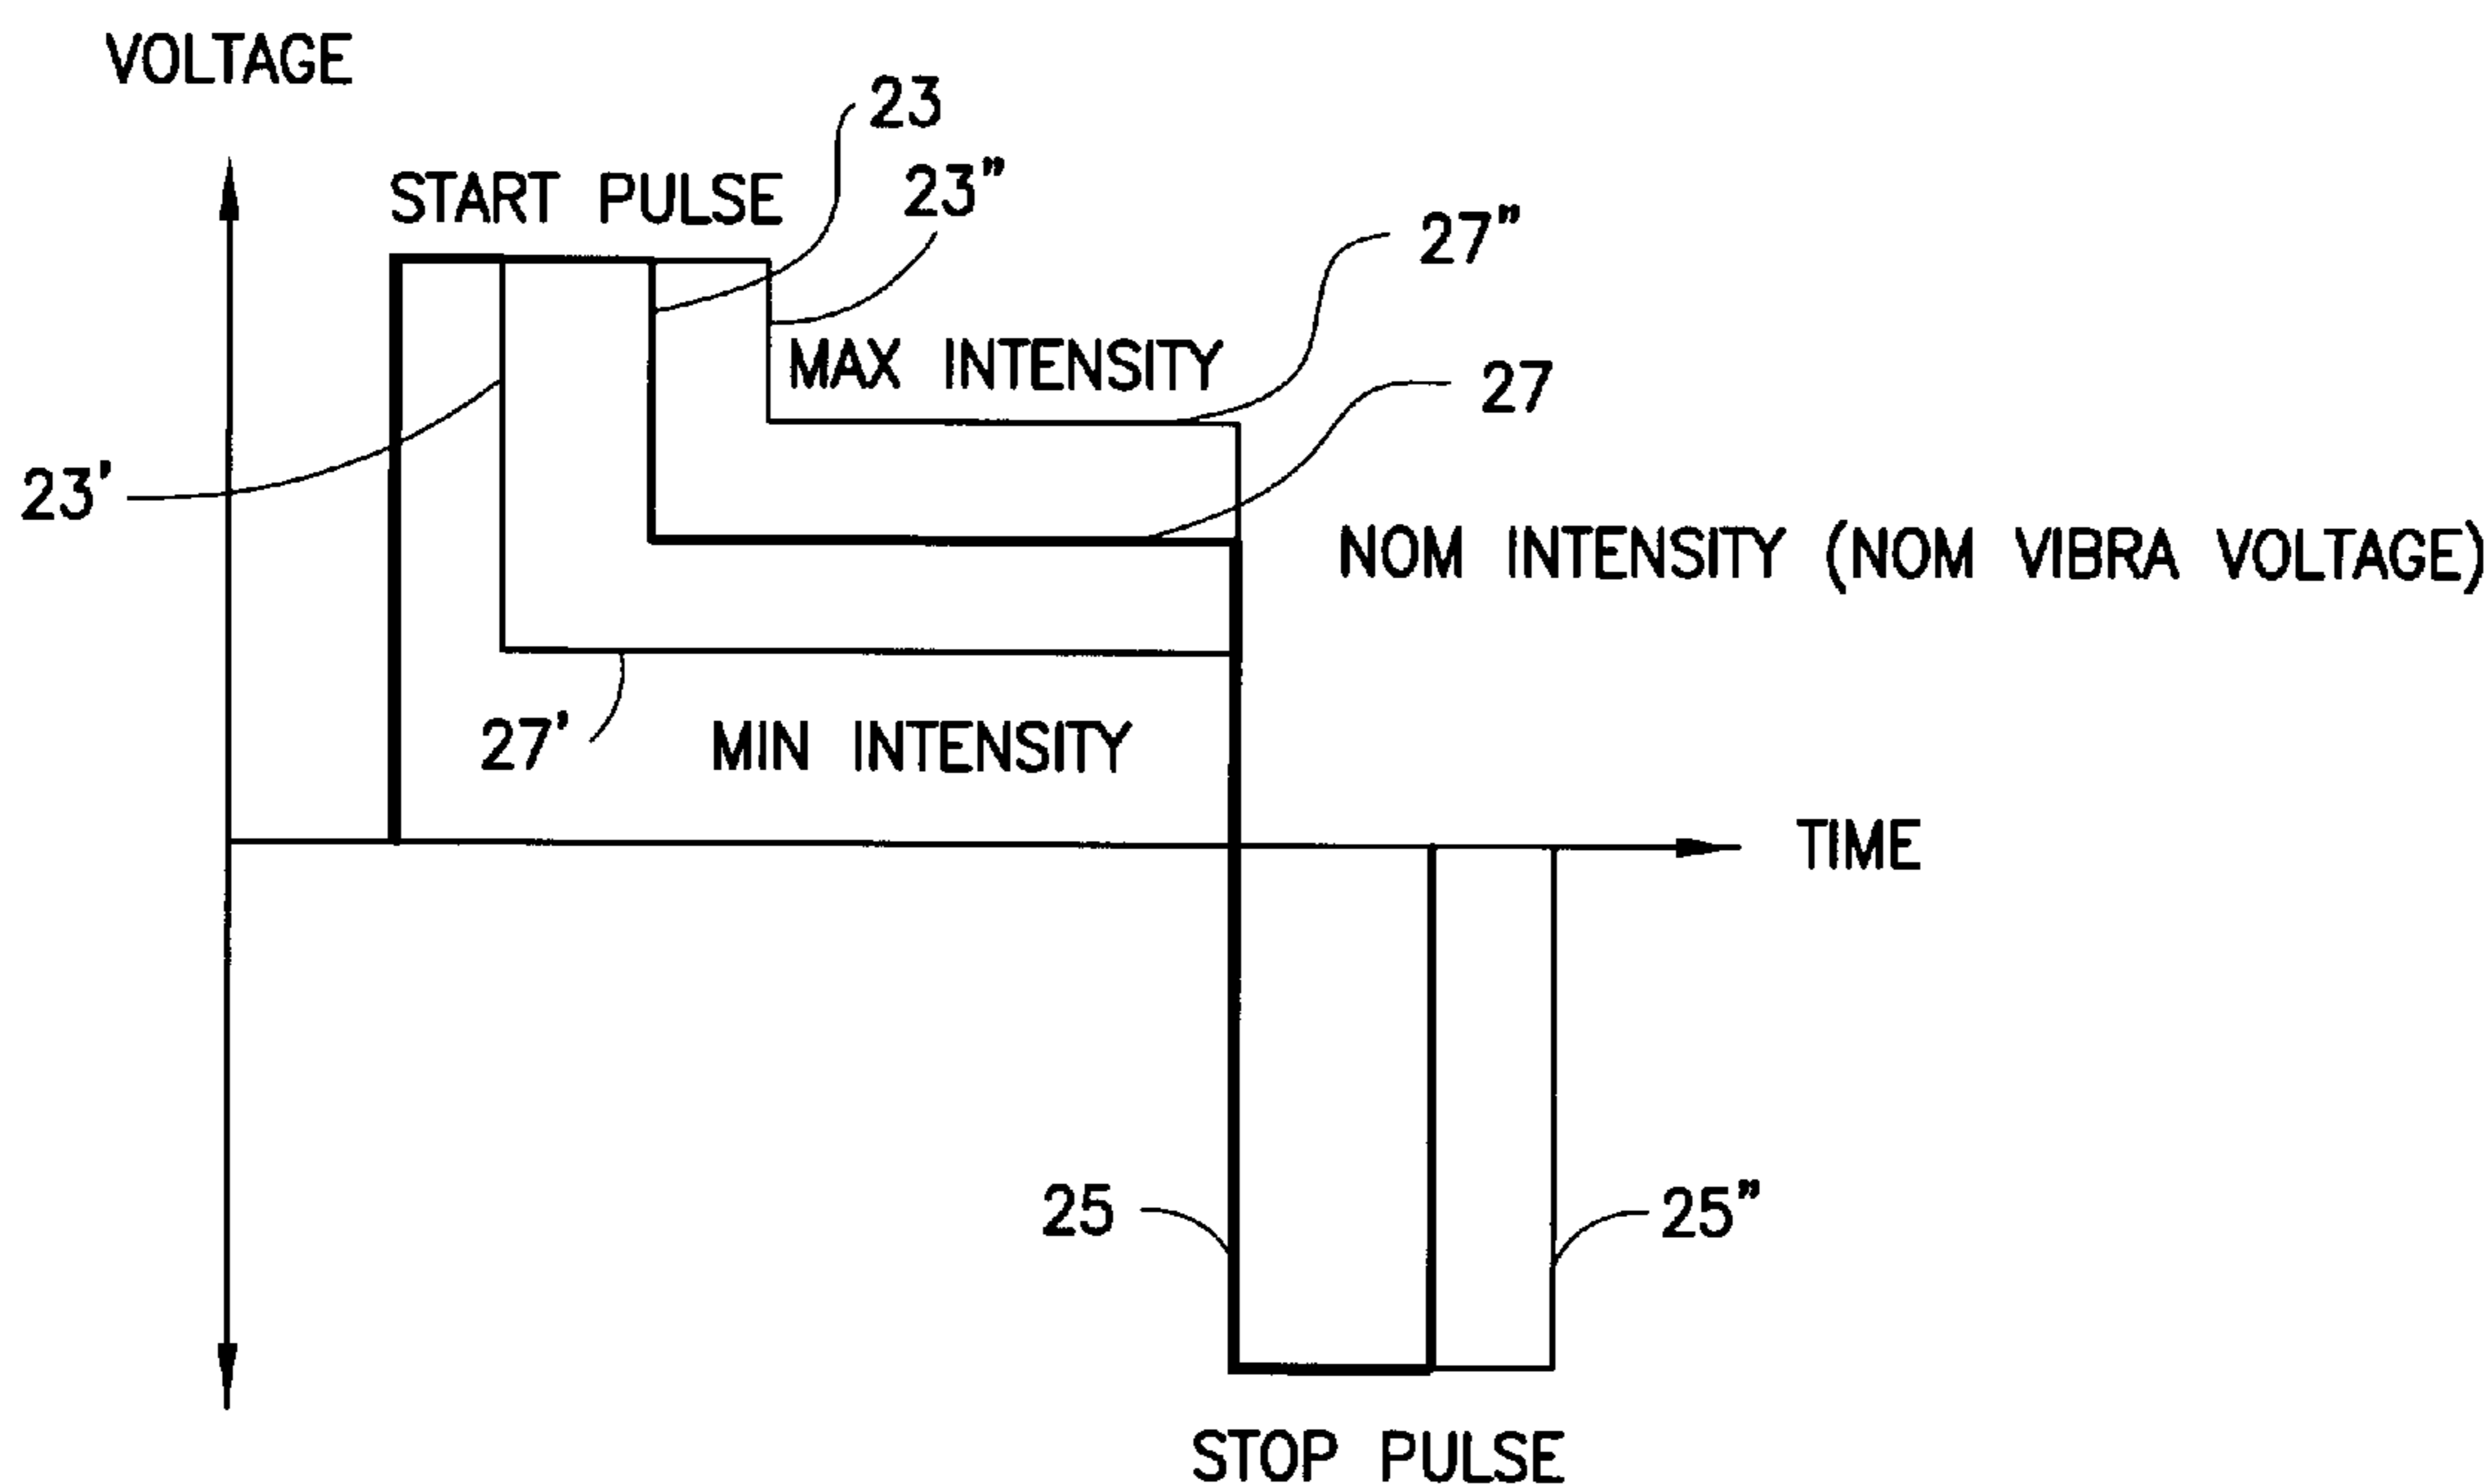 VOLTAGE
23
START PULSE
23"
27"
MAX INTENSITY
27
23'
NOM INTENSITY (NOM VIBRA VOLTAGE)
27'
MIN INTENSITY
TIME
25
25"
STOP PULSE